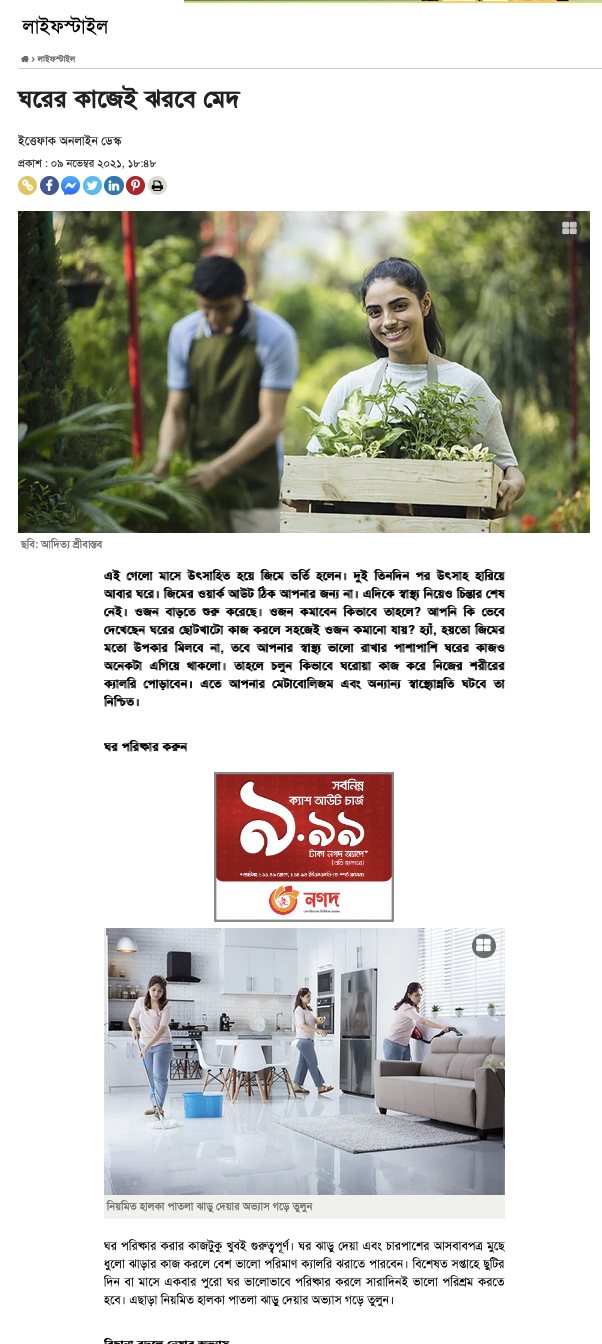 লাইফস্টাইল
লাইফস্টাইল
ঘরের কাজেই ঝরবে মেদ
ইত্তেফাক অনলাইন ডেস্ক
প্রকাশ : ০৯ নভেম্বর ২০২১, ১৮:৪৮
ছবি: আদিত্য শ্রীবাস্তব
এই গেলো মাসে উৎসাহিত হয়ে জিমে ভর্তি হলেন। দুই তিনদিন পর উৎসাহ হারিয়ে
আবার ঘরে। জিমের ওয়ার্ক আউট ঠিক আপনার জন্য না। এদিকে স্বাস্থ্য নিয়েও চিন্তার শেষ
নেই। ওজন বাড়তে শুরু করেছে। ওজন কমাবেন কিভাবে তাহলে? আপনি কি ভেবে
দেখেছেন ঘরের ছোটখাটো কাজ করলে সহজেই ওজন কমানো যায়? হ্যাঁ, হয়তো জিমের
মতো উপকার মিলবে না, তবে আপনার স্বাস্থ্য ভালো রাখার পাশাপাশি ঘরের কাজও
অনেকটা এগিয়ে থাকলো। তাহলে চলুন কিভাবে ঘরোয়া কাজ করে নিজের শরীরের
ক্যালরি পোড়াবেন। এতে আপনার মেটাবোলিজম এবং অন্যান্য স্বাস্থ্যোন্নতি ঘটবে তা
নিশ্চিত।
ঘর পরিষ্কার করুন
সর্বনিম্ন
ক্যাশ আউট চার্জ
৯.৯৯
টাকা নগদ অ্যাপে*
(প্রতি হাজারে)
নগদ
নিয়মিত হালকা পাতলা ঝাড়ু দেয়ার অভ্যাস গড়ে তুলুন
ঘর পরিষ্কার করার কাজটুকু খুবই গুরুত্বপূর্ণ। ঘর ঝাড়ু দেয়া এবং চারপাশের আসবাবপত্র মুছে
ধুলো ঝাড়ার কাজ করলে বেশ ভালো পরিমাণ ক্যালরি ঝরাতে পারবেন। বিশেষত সপ্তাহে ছুটির
দিন বা মাসে একবার পুরো ঘর ভালোভাবে পরিষ্কার করলে সারাদিনই ভালো পরিশ্রম করতে
হবে। এছাড়া নিয়মিত হালকা পাতলা ঝাড়ু দেয়ার অভ্যাস গড়ে তুলুন।